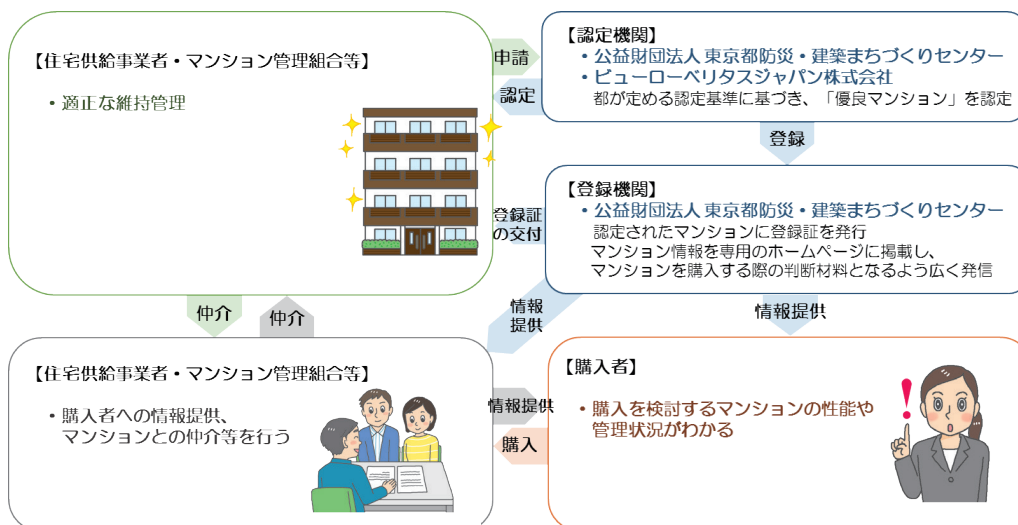 【住宅供給事業者・マンション管理組合等】
・適正な維持管理
申請
認定
【認定機関】
・公益財団法人 東京都防災・建築まちづくりセンター
・ビューローベリタスジャパン株式会社
都が定める認定基準に基づき、「優良マンション」を認定
登録
【登録機関】
・公益財団法人 東京都防災・建築まちづくりセンター
認定されたマンションに登録証を発行
マンション情報を専用のホームページに掲載し、
マンションを購入する際の判断材料となるよう広く発信
登録証
の交付
仲介
仲介
情報
提供
情報提供
【住宅供給事業者・マンション管理組合等】
・購入者への情報提供、
マンションとの仲介等を行う
情報提供
購入
【購入者】
・購入を検討するマンションの性能や
管理状況がわかる